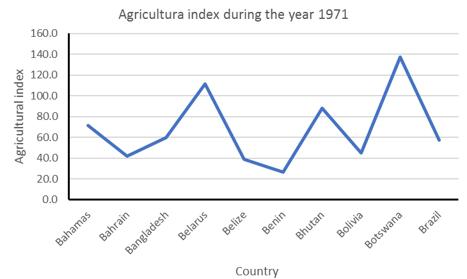 Agricultura index during the year 1971
160.0
140.0
120.0
100.0
80.0
60.0
40.0
20.0
0.0
Agricultural index
Bahamas
Bahrain
Bangladesh
Belarus
Belize
Benin
Bhutan
Bolivia
Botswana
Brazil
Country